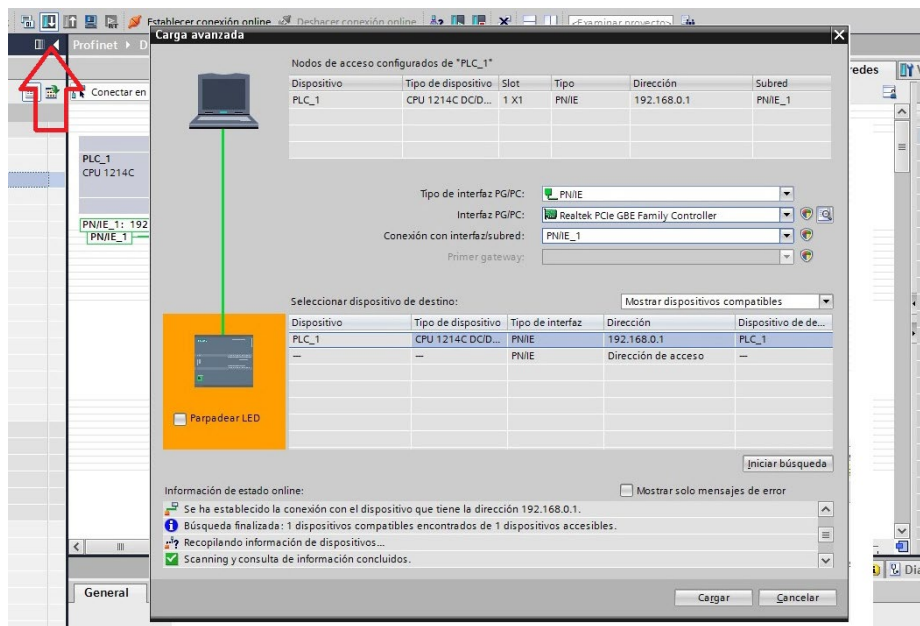 Establecer conexión online Deshacer conexión online <Examinar proyecto>
Profinet
Conectar en
redes
PLC_1
CPU 1214C
PN/IE_1: 192
PN/IE_1
General
Carga avanzada
Nodos de acceso configurados de "PLC_1"
Dispositivo Tipo de dispositivo Slot Tipo Dirección Subred
PLC_1 CPU 1214C DC/D... 1 X1 PN/IE 192.168.0.1 PN/IE_1
Tipo de interfaz PG/PC: PN/IE
Interfaz PG/PC: Realtek PCIe GBE Family Controller
Conexión con interfaz/subred: PN/IE_1
Primer gateway:
Seleccionar dispositivo de destino: Mostrar dispositivos compatibles
Dispositivo Tipo de dispositivo Tipo de interfaz Dirección Dispositivo de de...
PLC_1 CPU 1214C DC/D... PN/IE 192.168.0.1 PLC_1
— — PN/IE Dirección de acceso —
Parpadear LED
Iniciar búsqueda
Información de estado online: Mostrar solo mensajes de error
Se ha establecido la conexión con el dispositivo que tiene la dirección 192.168.0.1.
Búsqueda finalizada: 1 dispositivos compatibles encontrados de 1 dispositivos accesibles.
Recopilando información de dispositivos...
Scanning y consulta de información concluidos.
Cargar Cancelar